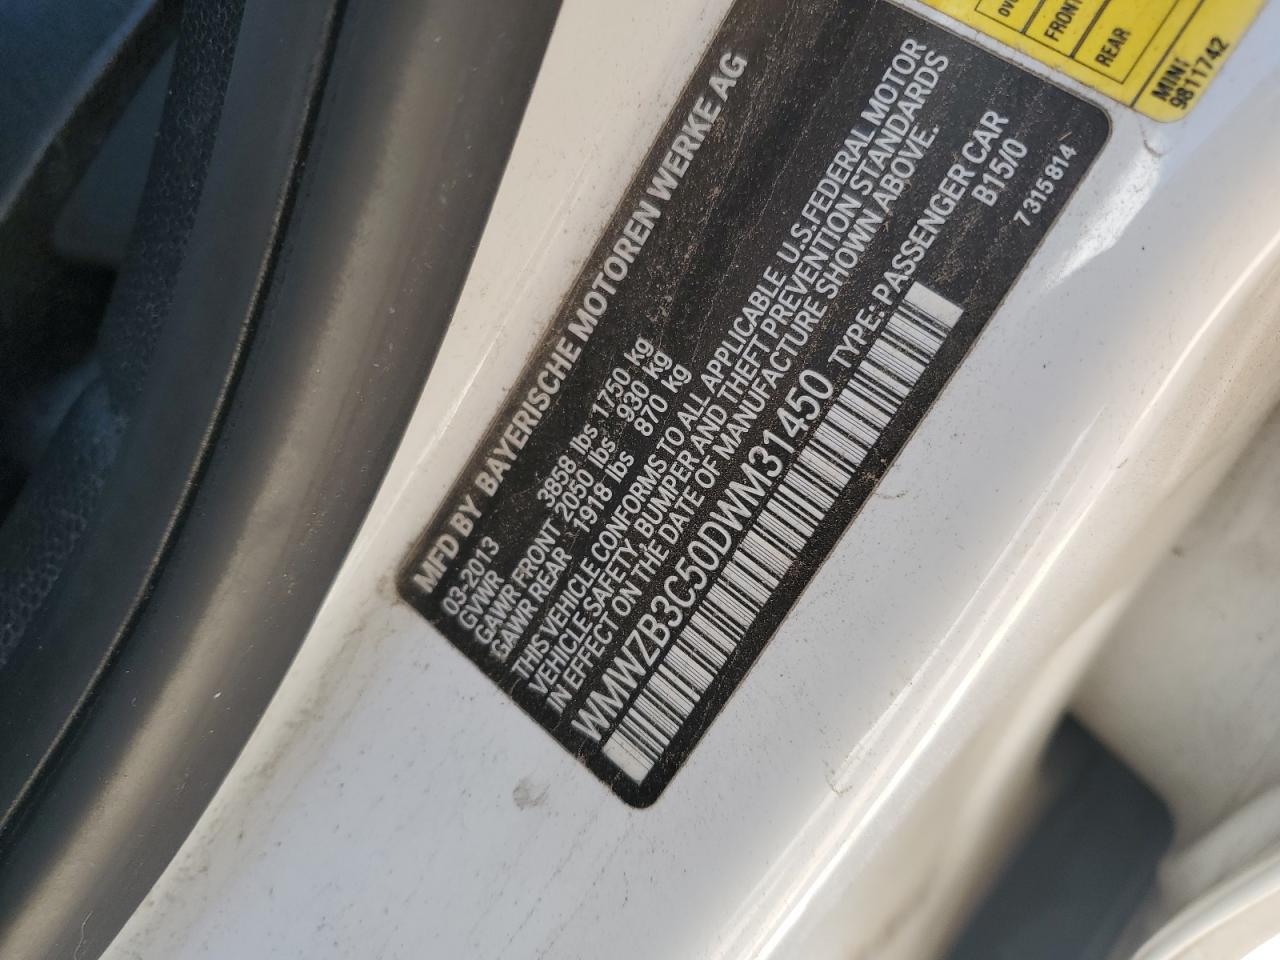 MFD BY BAYERISCHE MOTOREN WERKE AG
03-2013
GVWR 3858 lbs 1750 kg
GAWR FRONT 2050 lbs 930 kg
GAWR REAR 1918 lbs 870 kg
THIS VEHICLE CONFORMS TO ALL APPLICABLE U.S.FEDERAL MOTOR
VEHICLE SAFETY, BUMPER AND THEFT PREVENTION STANDARDS
IN EFFECT ON THE DATE OF MANUFACTURE SHOWN ABOVE.
WMWZB3C50DWM31450 TYPE: PASSENGER CAR
B15/0
7 315 814
FRONT
REAR
MINI
9811742